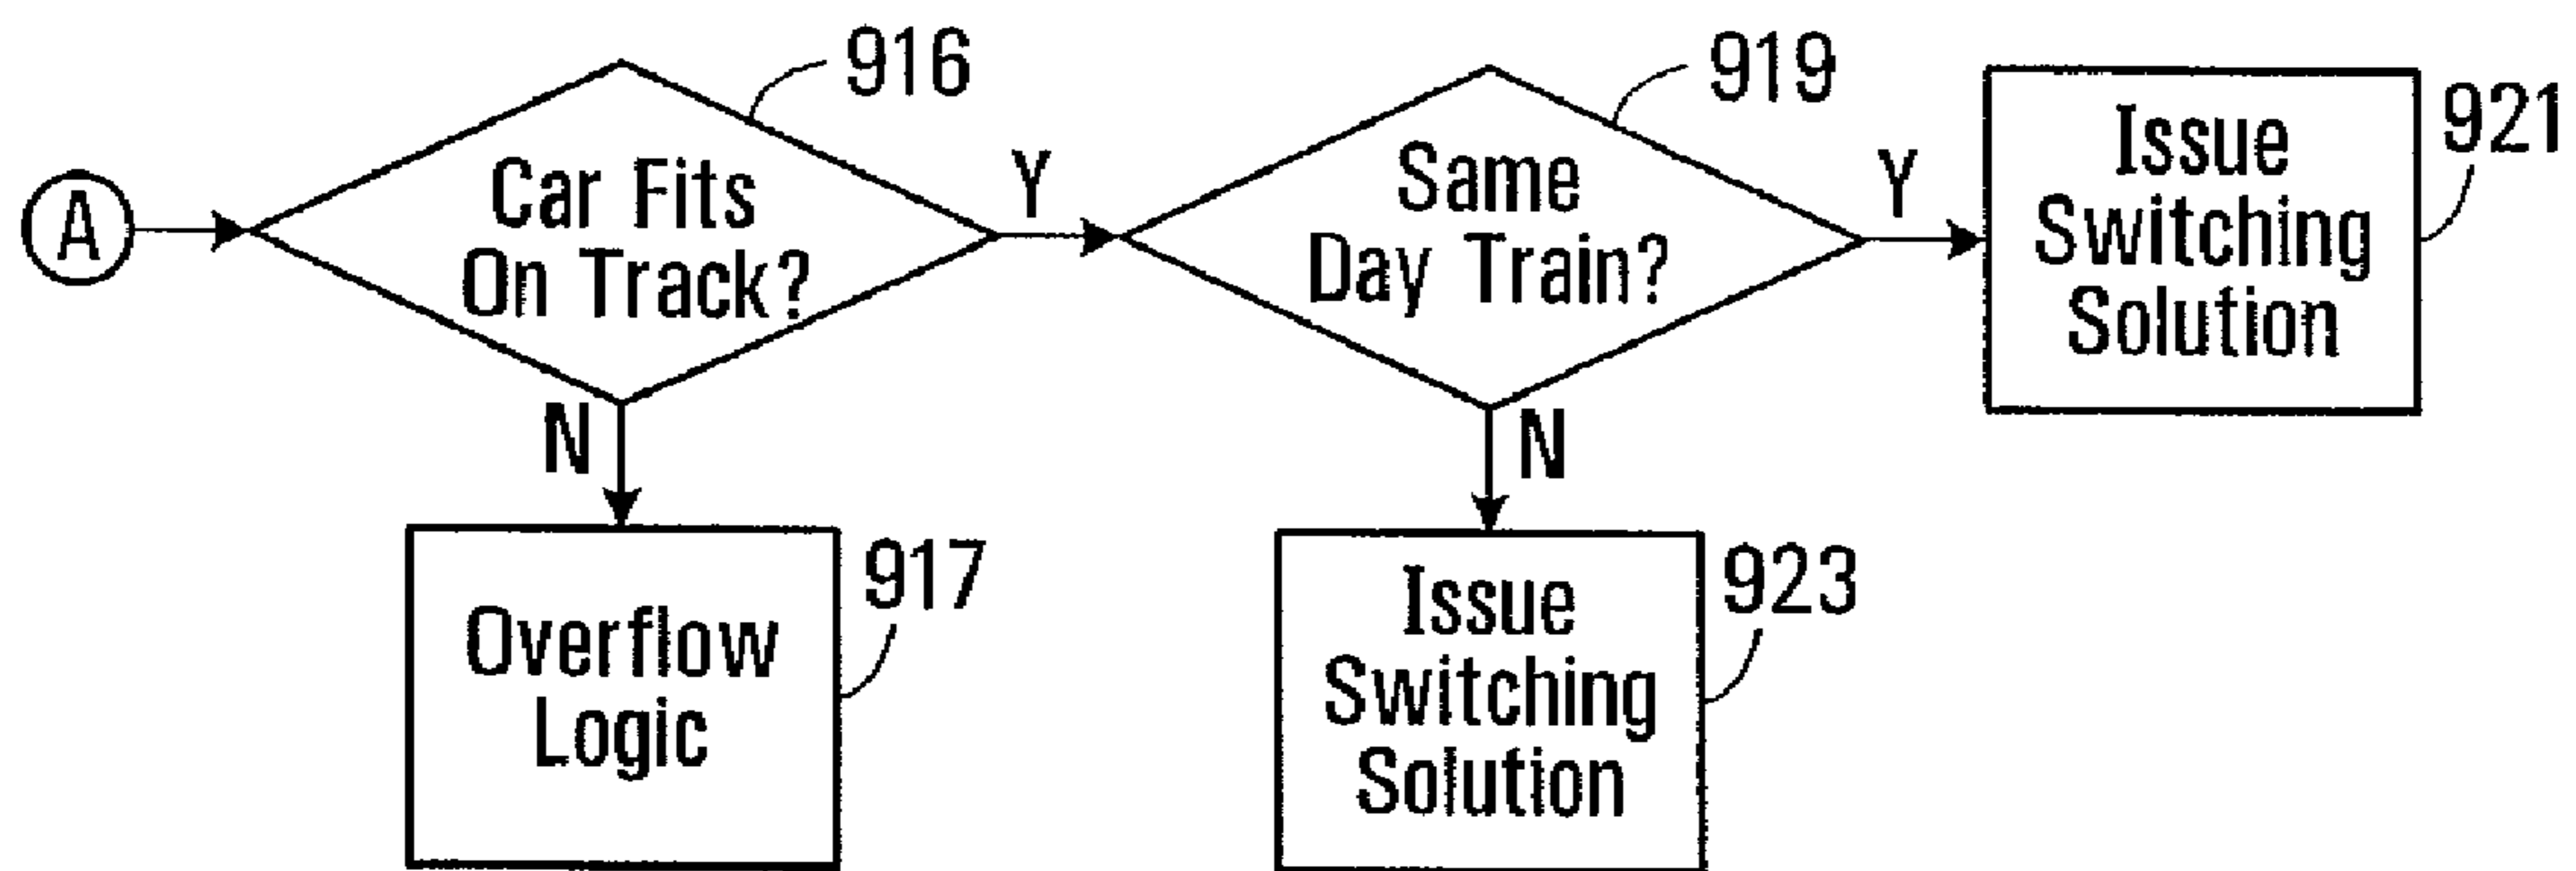 A
916
Car Fits
On Track?
Y
N
917
Overflow
Logic
919
Same
Day Train?
Y
N
921
Issue
Switching
Solution
923
Issue
Switching
Solution